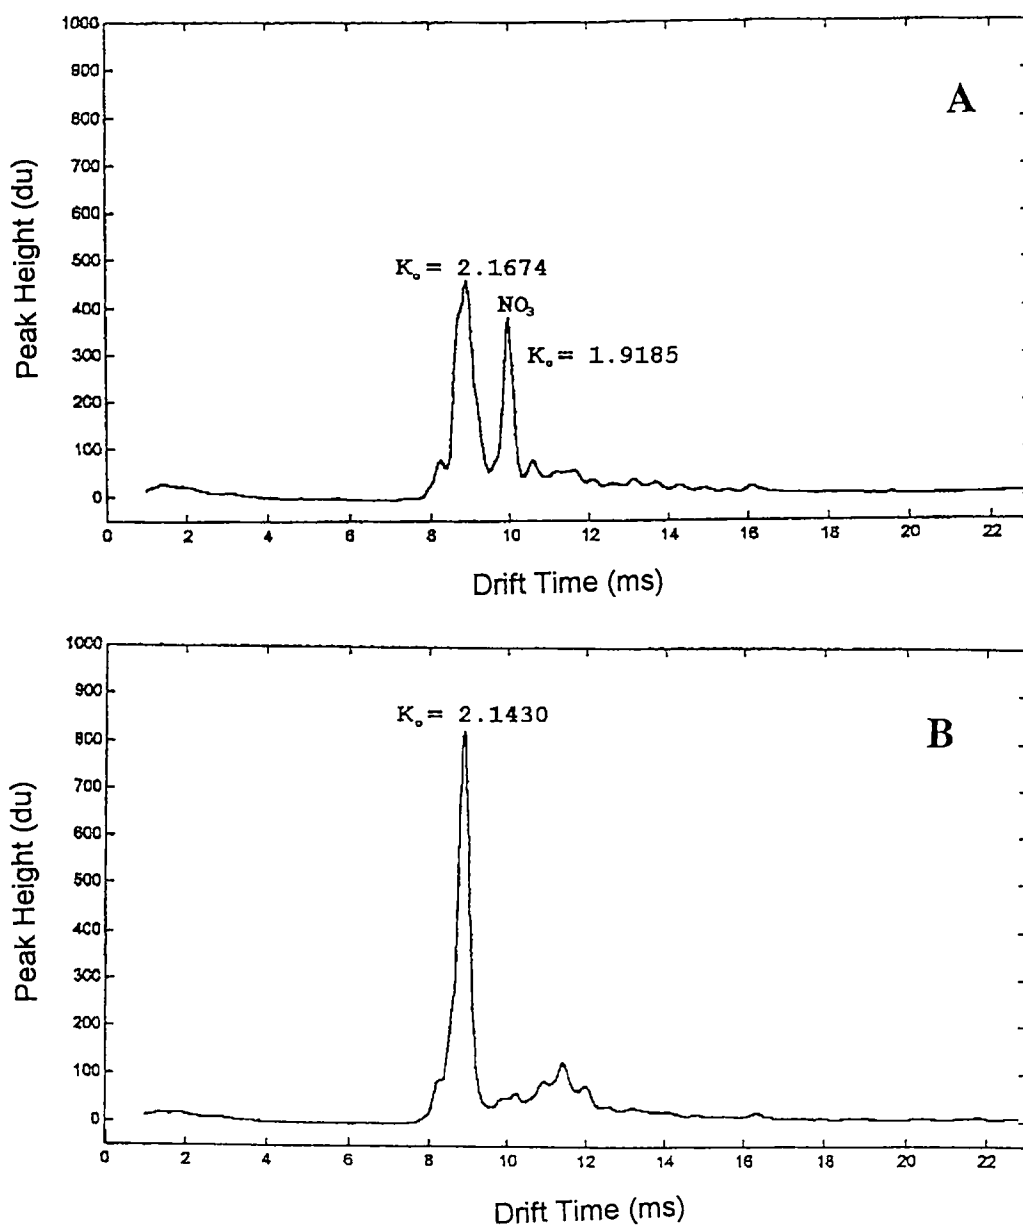 1000
900
800
700
600
500
400
300
200
100
0
Peak Height (du)
A
K₀ = 2.1674
NO₃
K₀ = 1.9185
0 2 4 6 8 10 12 14 16 18 20 22
Drift Time (ms)
1000
900
800
700
600
500
400
300
200
100
0
Peak Height (du)
B
K₀ = 2.1430
0 2 4 6 8 10 12 14 16 18 20 22
Drift Time (ms)